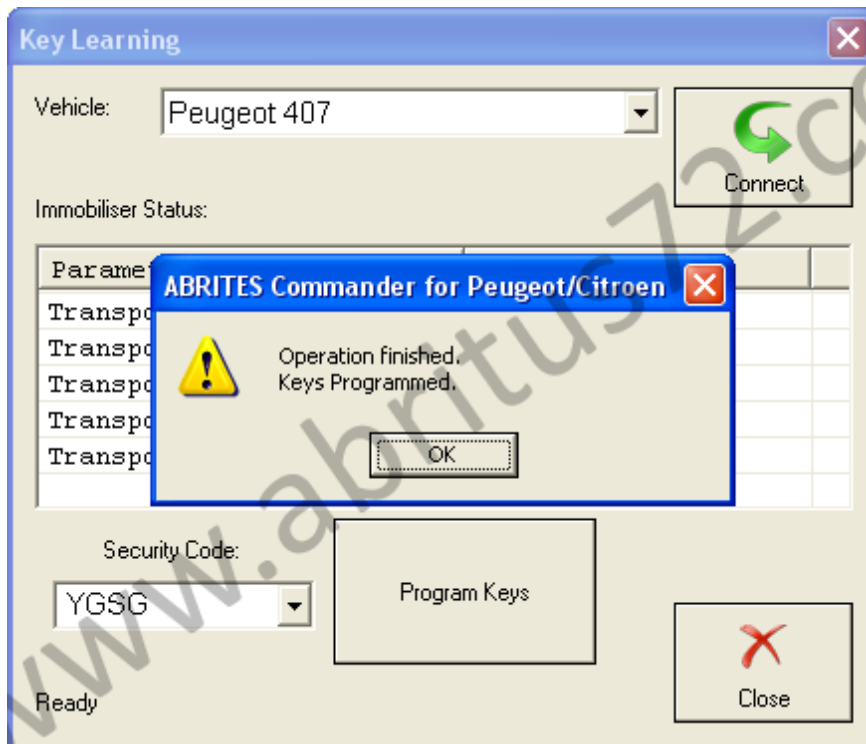 Key Learning
Vehicle:
Peugeot 407
Connect
Immobiliser Status:
Parame
ABRITES Commander for Peugeot/Citroen
Transpo
Transpo
Transpo
Transpo
Transpo
Operation finished.
Keys Programmed.
OK
Security Code:
YGSG
Program Keys
Ready
Close
www.abritus72.c